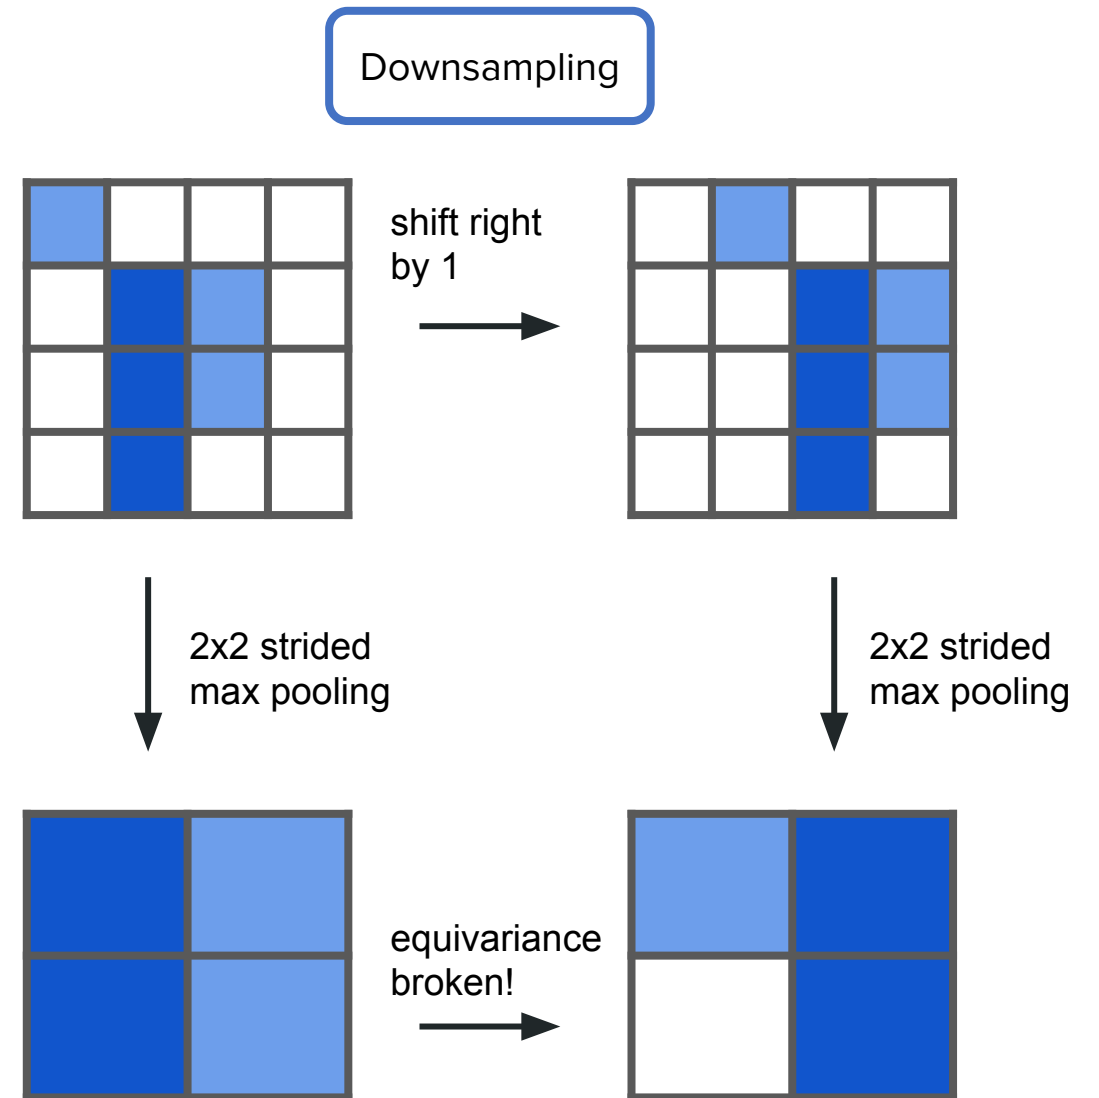 Downsampling
shift right
by 1
2x2 strided
max pooling
2x2 strided
max pooling
equivariance
broken!